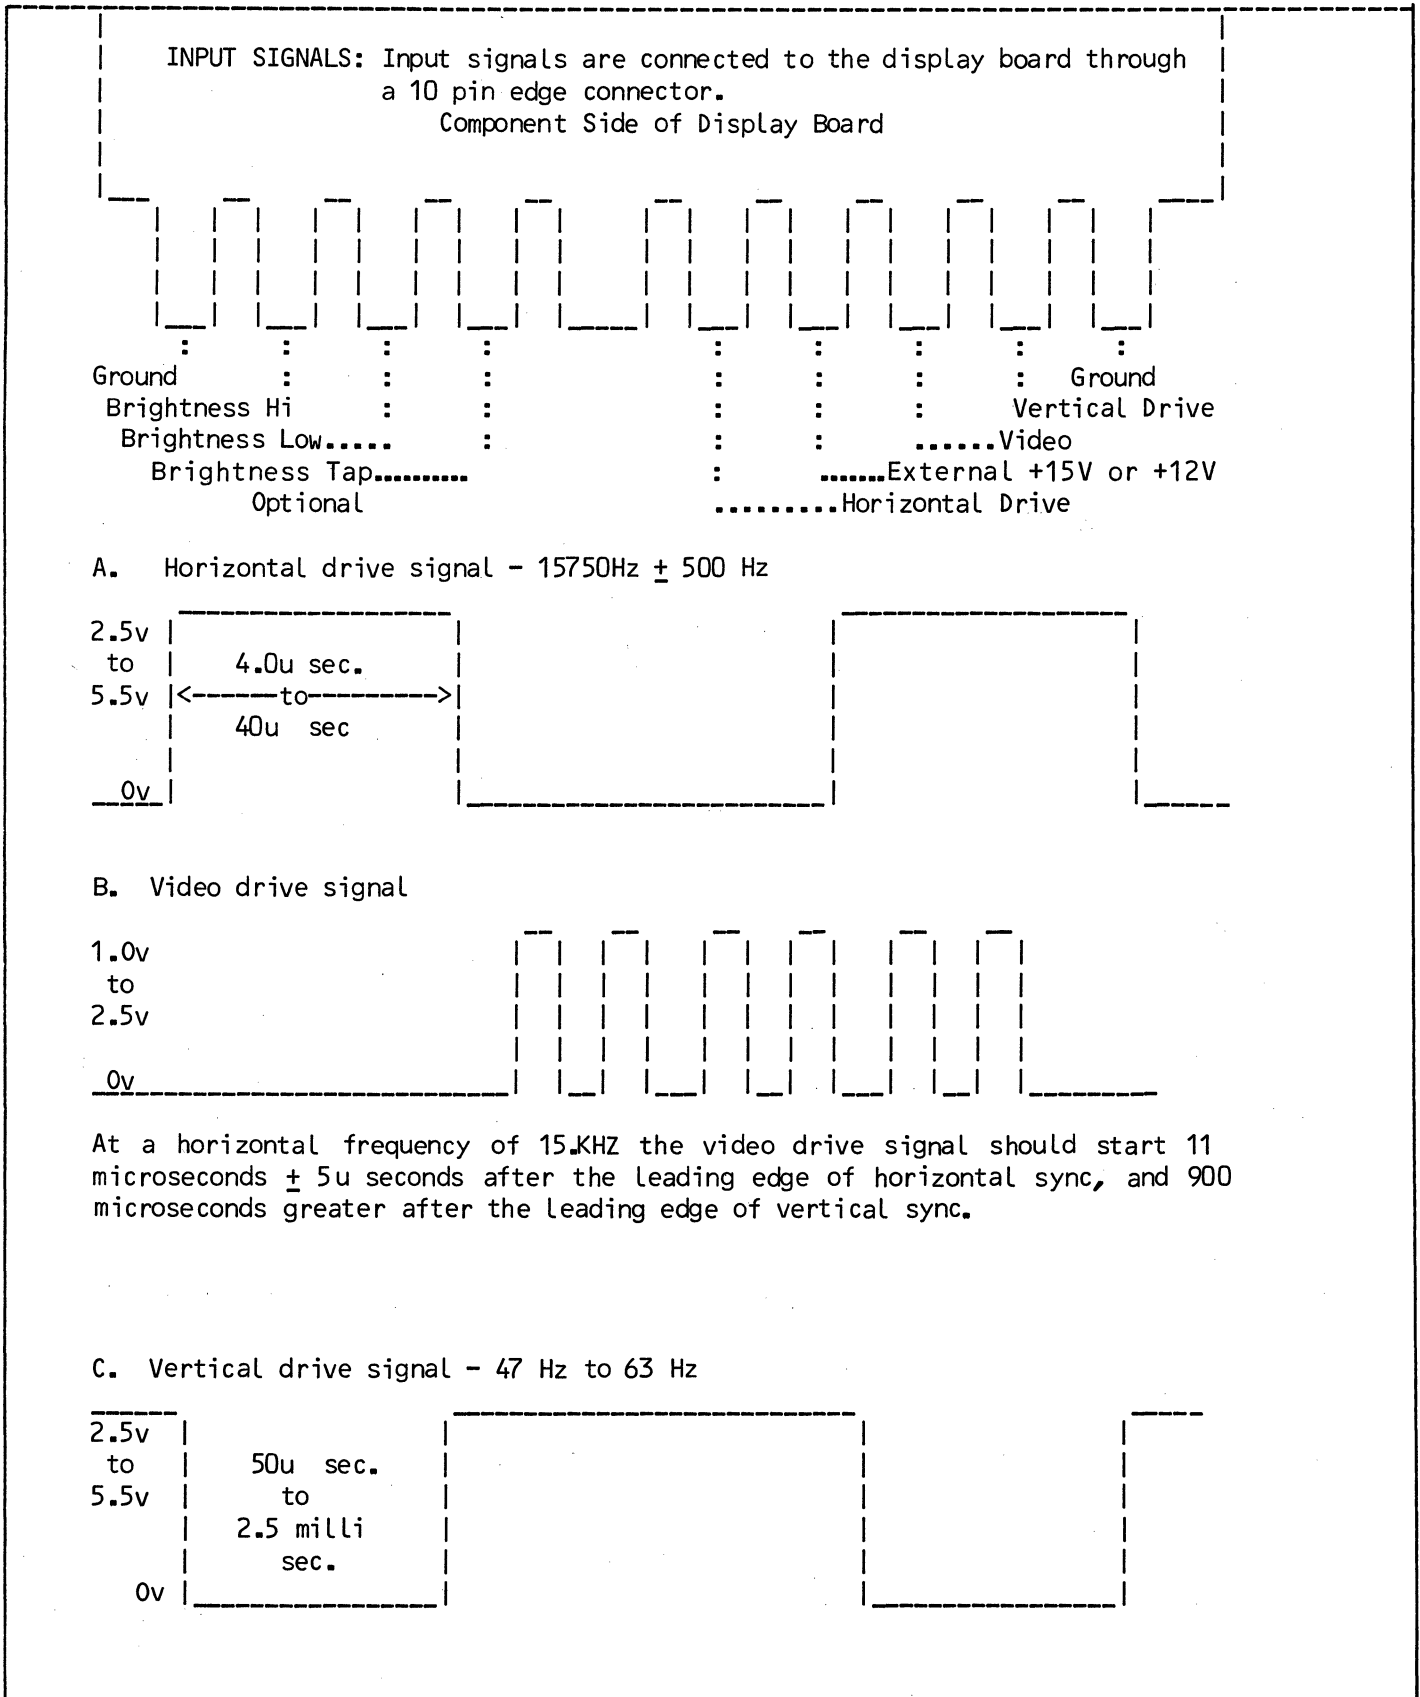 INPUT SIGNALS: Input signals are connected to the display board through
a 10 pin edge connector.
Component Side of Display Board
Ground Ground
Brightness Hi Vertical Drive
Brightness Low..... ......Video
Brightness Tap.......... .......External +15V or +12V
Optional .........Horizontal Drive
A. Horizontal drive signal - 15750Hz ± 500 Hz
2.5v
to 4.0u sec.
5.5v <------to--------->
40u sec
0v
B. Video drive signal
1.0v
to
2.5v
0v
At a horizontal frequency of 15.KHZ the video drive signal should start 11
microseconds ± 5u seconds after the leading edge of horizontal sync, and 900
microseconds greater after the leading edge of vertical sync.
C. Vertical drive signal - 47 Hz to 63 Hz
2.5v
to 50u sec.
5.5v to
2.5 milli
sec.
0v